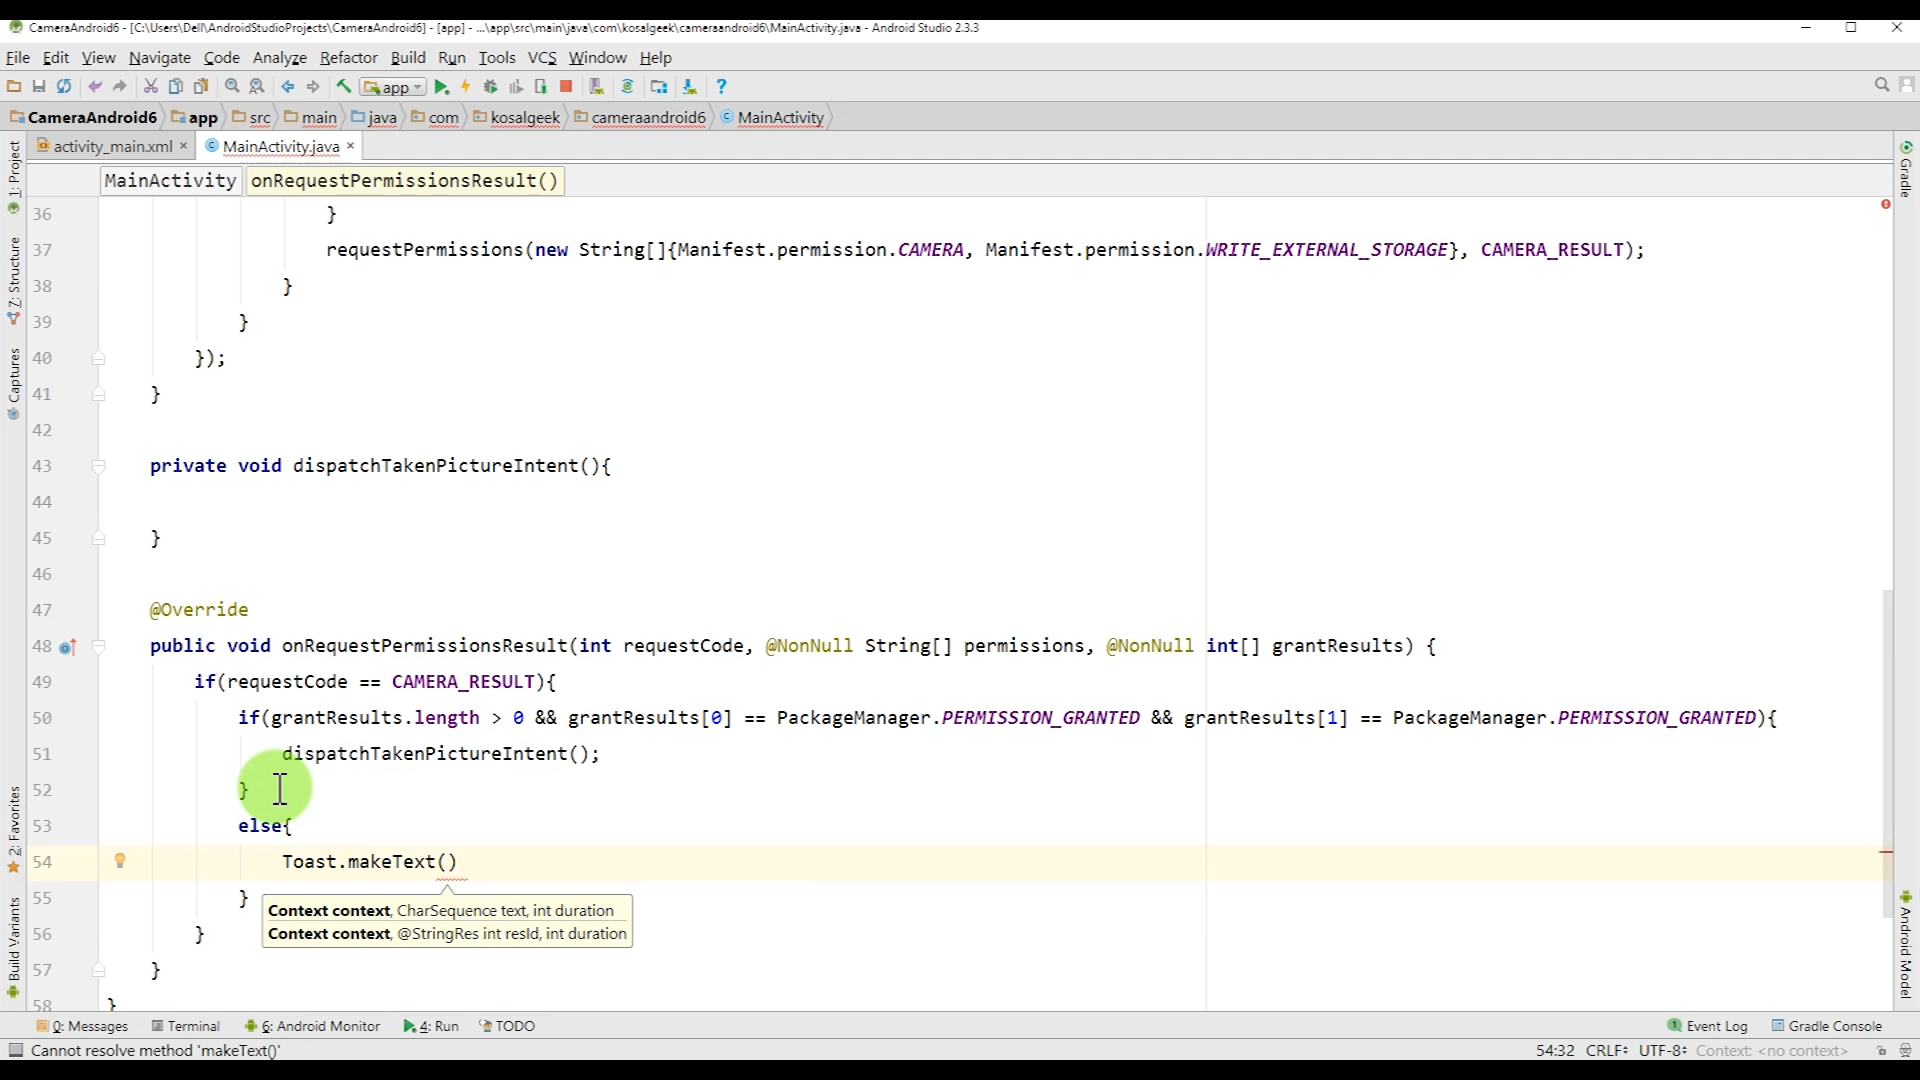 CameraAndroid6 - [C:\Users\Dell\AndroidStudioProjects\CameraAndroid6] - [app] - ...\app\src\main\java\com\kosalgeek\cameraandroid6\MainActivity.java - Android Studio 2.3.3
File Edit View Navigate Code Analyze Refactor Build Run Tools VCS Window Help
app
CameraAndroid6 app src main java com kosalgeek cameraandroid6 MainActivity
activity_main.xml MainActivity.java
MainActivity onRequestPermissionsResult()
1: Project
7: Structure
Captures
2: Favorites
Build Variants
Gradle
Android Model
36 }
37 requestPermissions(new String[]{Manifest.permission.CAMERA, Manifest.permission.WRITE_EXTERNAL_STORAGE}, CAMERA_RESULT);
38 }
39 }
40 });
41 }
42
43 private void dispatchTakenPictureIntent(){
44
45 }
46
47 @Override
48 public void onRequestPermissionsResult(int requestCode, @NonNull String[] permissions, @NonNull int[] grantResults) {
49 if(requestCode == CAMERA_RESULT){
50 if(grantResults.length > 0 && grantResults[0] == PackageManager.PERMISSION_GRANTED && grantResults[1] == PackageManager.PERMISSION_GRANTED){
51 dispatchTakenPictureIntent();
52 }
53 else{
54 Toast.makeText()
55 }
Context context, CharSequence text, int duration
Context context, @StringRes int resId, int duration
56 }
57 }
58 }
0: Messages Terminal 6: Android Monitor 4: Run TODO 1 Event Log Gradle Console
Cannot resolve method 'makeText()' 54:32 CRLF UTF-8 Context: <no context>